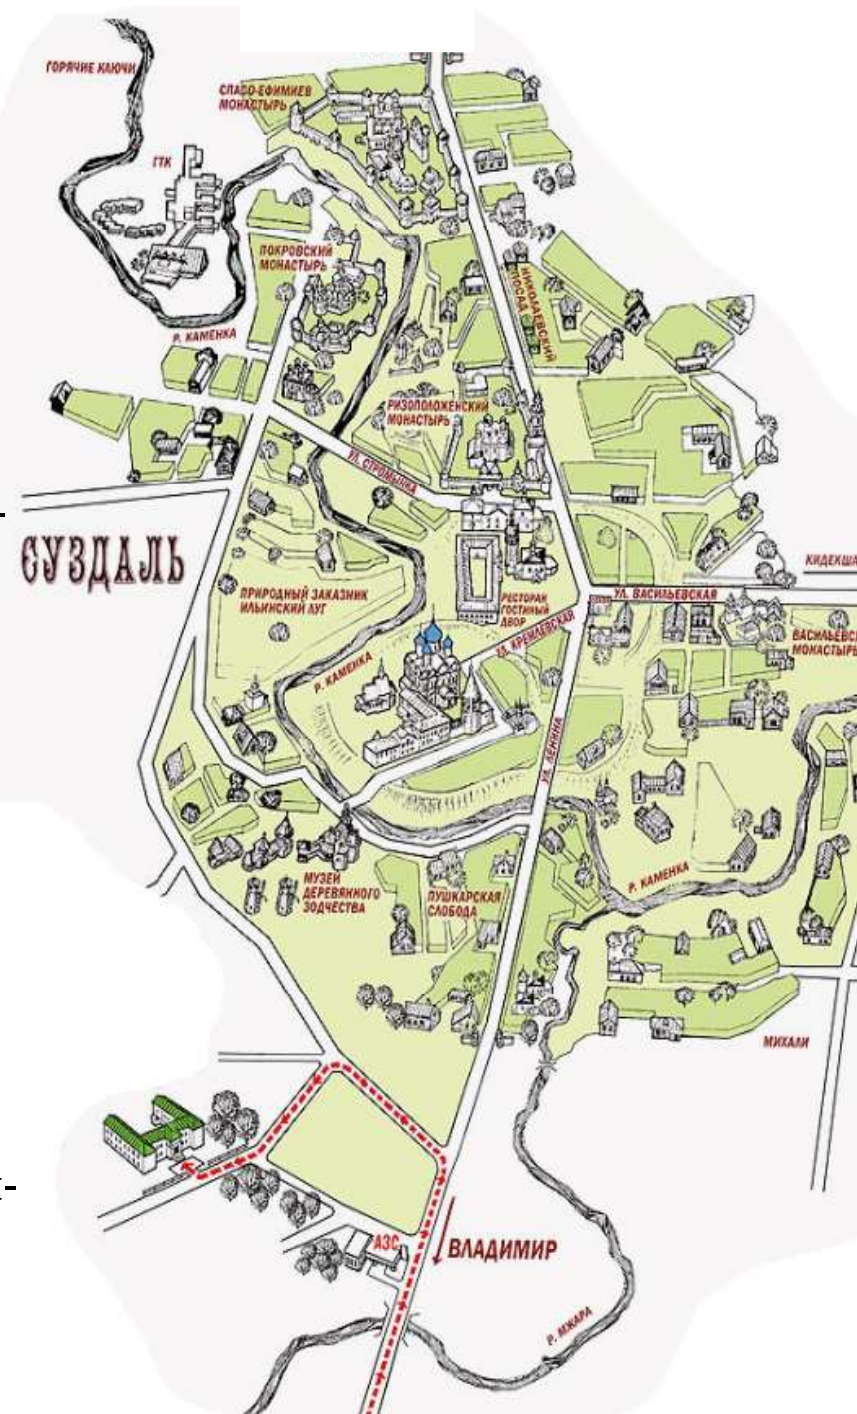 ГОРЯЧИЕ КЛЮЧИ
СПАСО-ЕФИМИЕВ
МОНАСТЫРЬ
ГТК
ПОКРОВСКИЙ
МОНАСТЫРЬ
НИКОЛАЕВСКИЙ
ПОСАД
Р. КАМЕНКА
РИЗОПОЛОЖЕНСКИЙ
МОНАСТЫРЬ
УЛ. СТРОМЫНКА
СУЗДАЛЬ
КИДЕКША
ПРИРОДНЫЙ ЗАКАЗНИК
ИЛЬИНСКИЙ ЛУГ
РЕСТОРАН
ГОСТИНЫЙ
ДВОР
УЛ. ВАСИЛЬЕВСКАЯ
УЛ. КРЕМЛЕВСКАЯ
ВАСИЛЬЕВС
МОНАСТЫРЬ
Р. КАМЕНКА
УЛ. ЛЕНИНА
МУЗЕЙ
ДЕРЕВЯННОГО
ЗОДЧЕСТВА
ПУШКАРСКАЯ
СЛОБОДА
Р. КАМЕНКА
МИХАЛИ
АЗС
ВЛАДИМИР
Р. МЖАРА